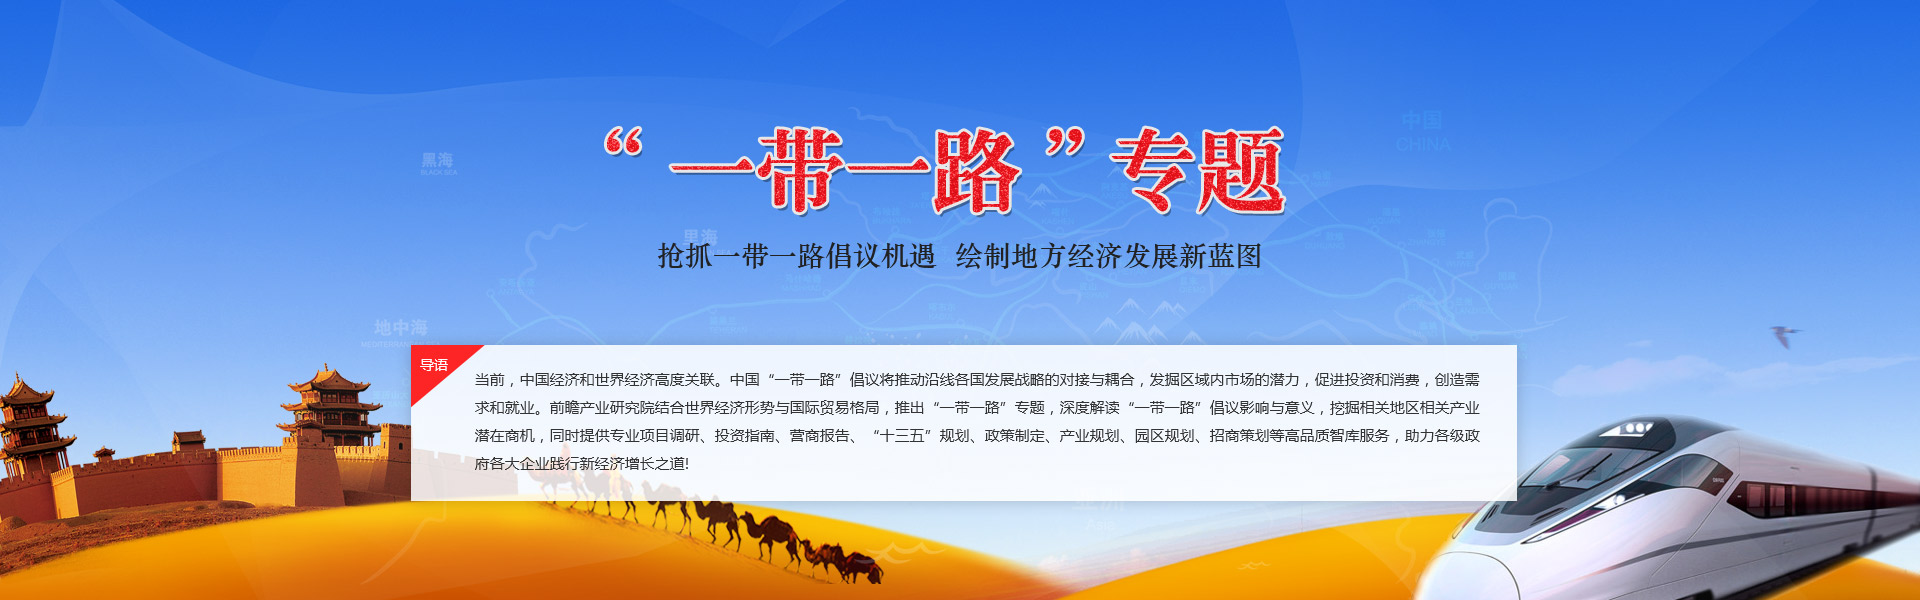 “一带一路”专题
中国
CHINA
黑海
BLACK SEA
黑海
抢抓一带一路倡议机遇 绘制地方经济发展新蓝图
地中海
MEDITERRANEAN SEA
导语
当前，中国经济和世界经济高度关联。中国“一带一路”倡议将推动沿线各国发展战略的对接与耦合，发掘区域内市场的潜力，促进投资和消费，创造需
求和就业。前瞻产业研究院结合世界经济形势与国际贸易格局，推出“一带一路”专题，深度解读“一带一路”倡议影响与意义，挖掘相关地区相关产业
潜在商机，同时提供专业项目调研、投资指南、营商报告、“十三五”规划、政策制定、产业规划、园区规划、招商策划等高品质智库服务，助力各级政
府各大企业践行新经济增长之道!